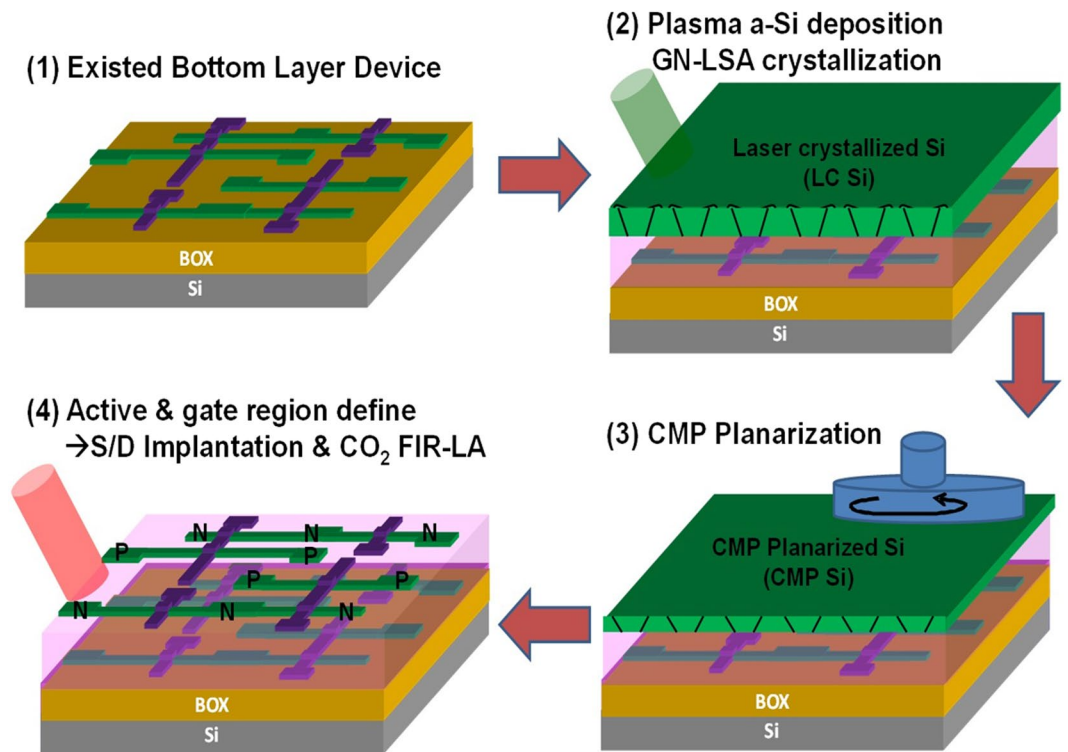 (1) Existed Bottom Layer Device
BOX
Si
(2) Plasma a-Si deposition
GN-LSA crystallization
Laser crystallized Si
(LC Si)
BOX
Si
(3) CMP Planarization
CMP Planarized Si
(CMP Si)
BOX
Si
(4) Active & gate region define
→S/D Implantation & CO₂ FIR-LA
N N N
P P
P P
N N N
BOX
Si